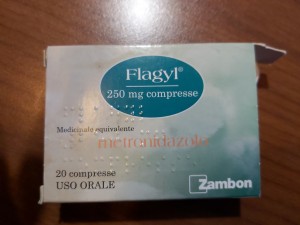 Flagyl®
250 mg compresse
Medicinale equivalente
metronidazolo
20 compresse
USO ORALE
Zambon